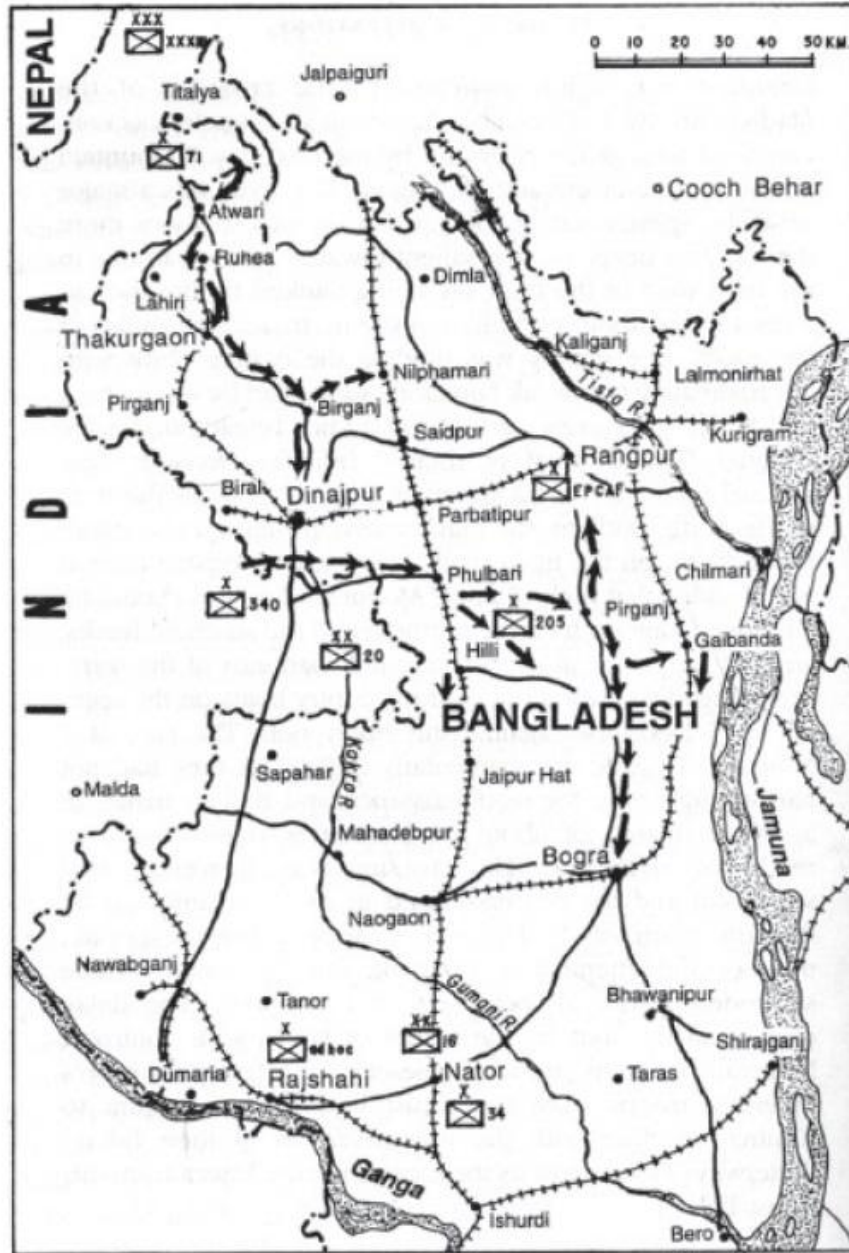 NEPAL
INDIA
XXX
Titalya
Jalpaiguri
0 10 20 30 40 50 KM.
X
71
Cooch Behar
Atwari
Ruhea
Lahiri
Dimla
Thakurgaon
Kaliganj
Nilphamari
Lalmonirhat
Tista R.
Pirganj
Birganj
Kurigram
Saidpur
Rangpur
X
EPCAF
Biral
Dinajpur
Parbatipur
Chilmari
Phulbari
X
340
X
205
Pirganj
Gaibanda
XX
20
Hilli
BANGLADESH
Sapahar
Jaipur Hat
Malda
Jamuna
Mahadebpur
Bogra
Naogaon
Nawabganj
Gumani R.
Bhawanipur
Tanor
Shirajganj
X
adhoc
XX
16
Dumaria
Rajshahi
Nator
Taras
X
34
Ganga
Ishurdi
Bero